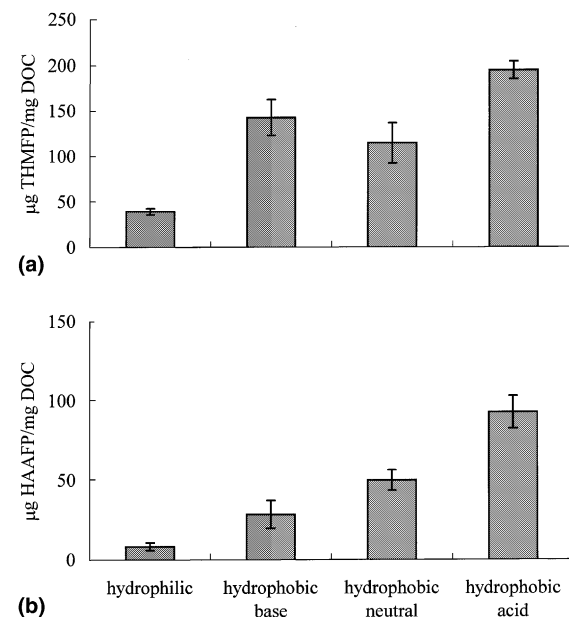 250
200
150
100
50
0
µg THMFP/mg DOC
(a)
150
100
50
0
µg HAAFP/mg DOC
hydrophilic hydrophobic hydrophobic hydrophobic
base neutral acid
(b)